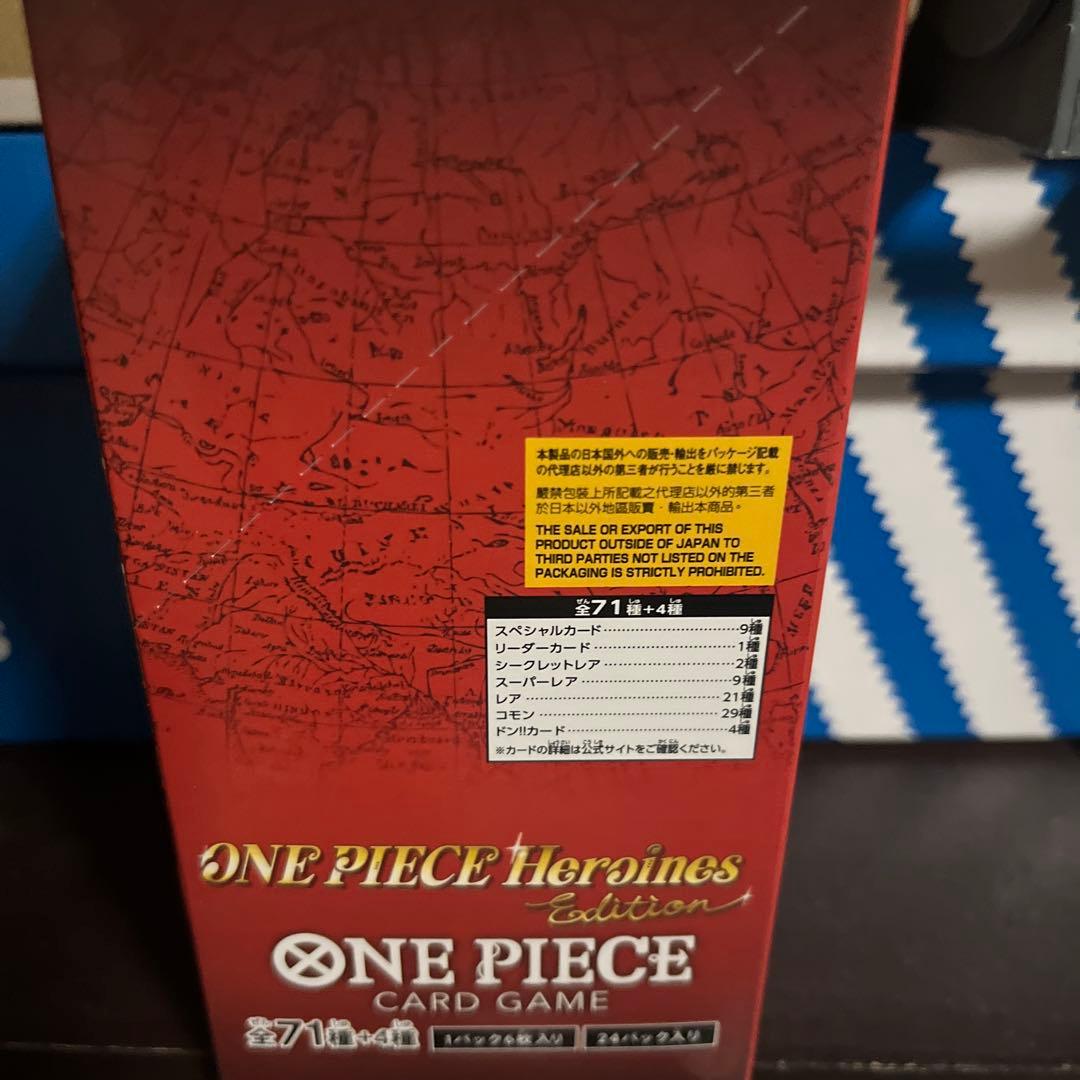 本製品の日本国外への販売・輸出をパッケージ記載
の代理店以外の第三者が行うことを厳に禁じます。
嚴禁包裝上所記載之代理店以外的第三者
於日本以外地區販賣・輸出本商品。
THE SALE OR EXPORT OF THIS
PRODUCT OUTSIDE OF JAPAN TO
THIRD PARTIES NOT LISTED ON THE
PACKAGING IS STRICTLY PROHIBITED.
全71種+4種
スペシャルカード 9種
リーダーカード 1種
シークレットレア 2種
スーパーレア 9種
レア 21種
コモン 29種
ドン!!カード 4種
※カードの詳細は公式サイトをご確認ください。
ONE PIECE Heroines
Edition
ONE PIECE
CARD GAME
全71種+4種 1パック6枚入り 24パック入り